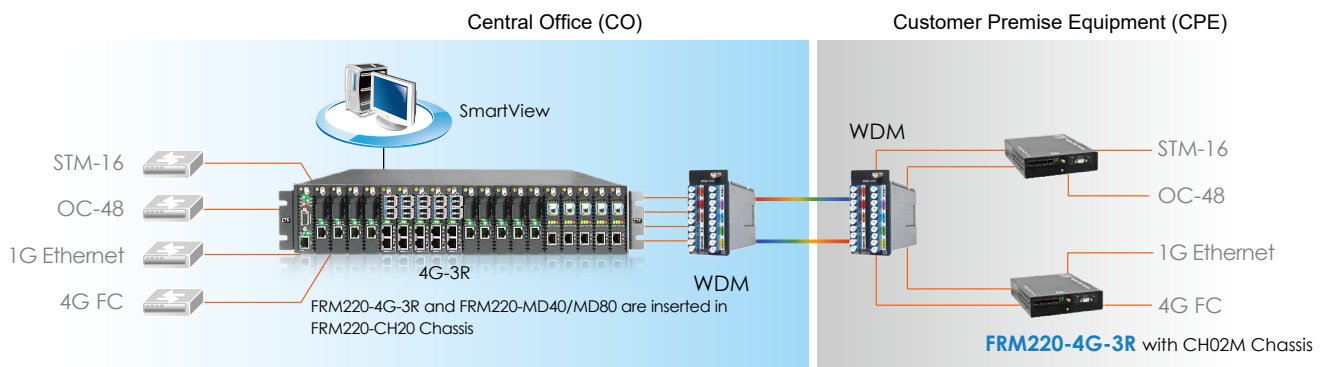 Central Office (CO)
Customer Premise Equipment (CPE)
SmartView
WDM
STM-16
STM-16
OC-48
OC-48
1G Ethernet
1G Ethernet
4G-3R
WDM
4G FC
4G FC
FRM220-4G-3R and FRM220-MD40/MD80 are inserted in
FRM220-CH20 Chassis
FRM220-4G-3R with CH02M Chassis